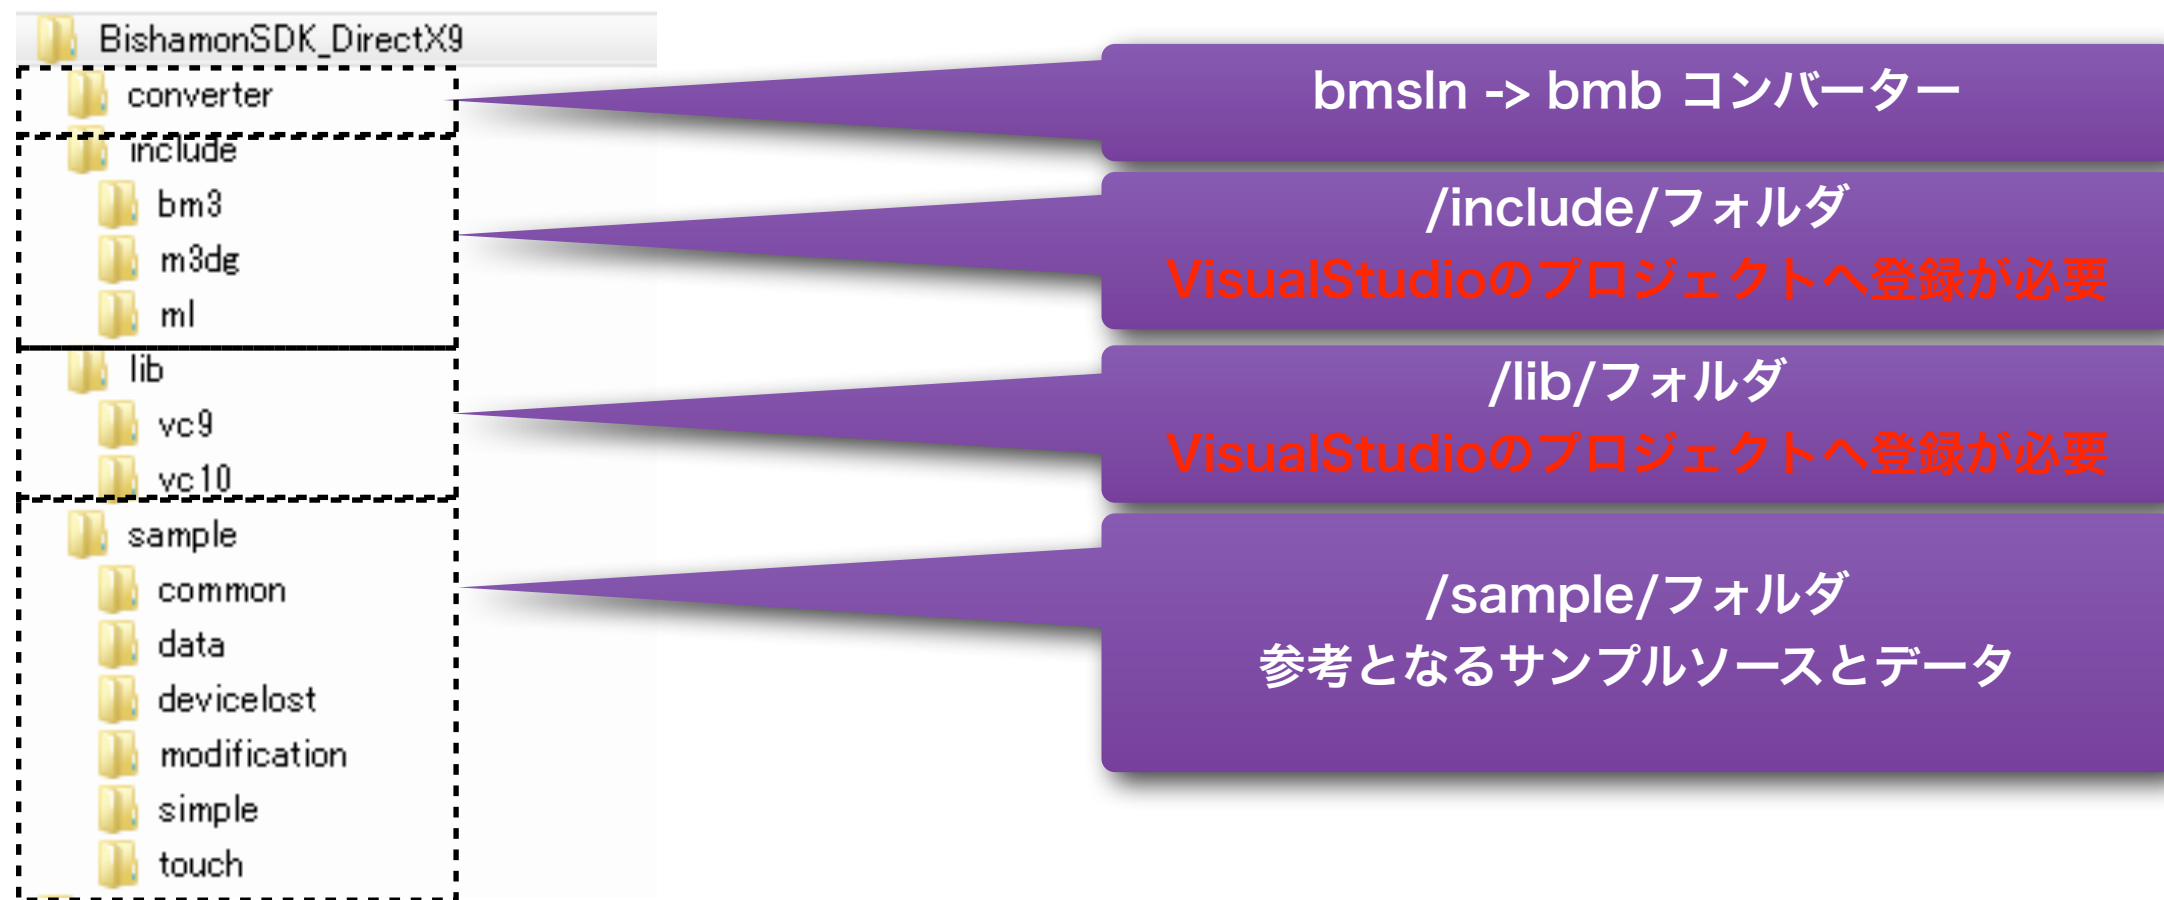 BishamonSDK_DirectX9
converter
include
bm3
m3dg
ml
lib
vc9
vc10
sample
common
data
devicelost
modification
simple
touch
bmsln -> bmb コンバーター
/include/フォルダ
VisualStudioのプロジェクトへ登録が必要
/lib/フォルダ
VisualStudioのプロジェクトへ登録が必要
/sample/フォルダ
参考となるサンプルソースとデータ